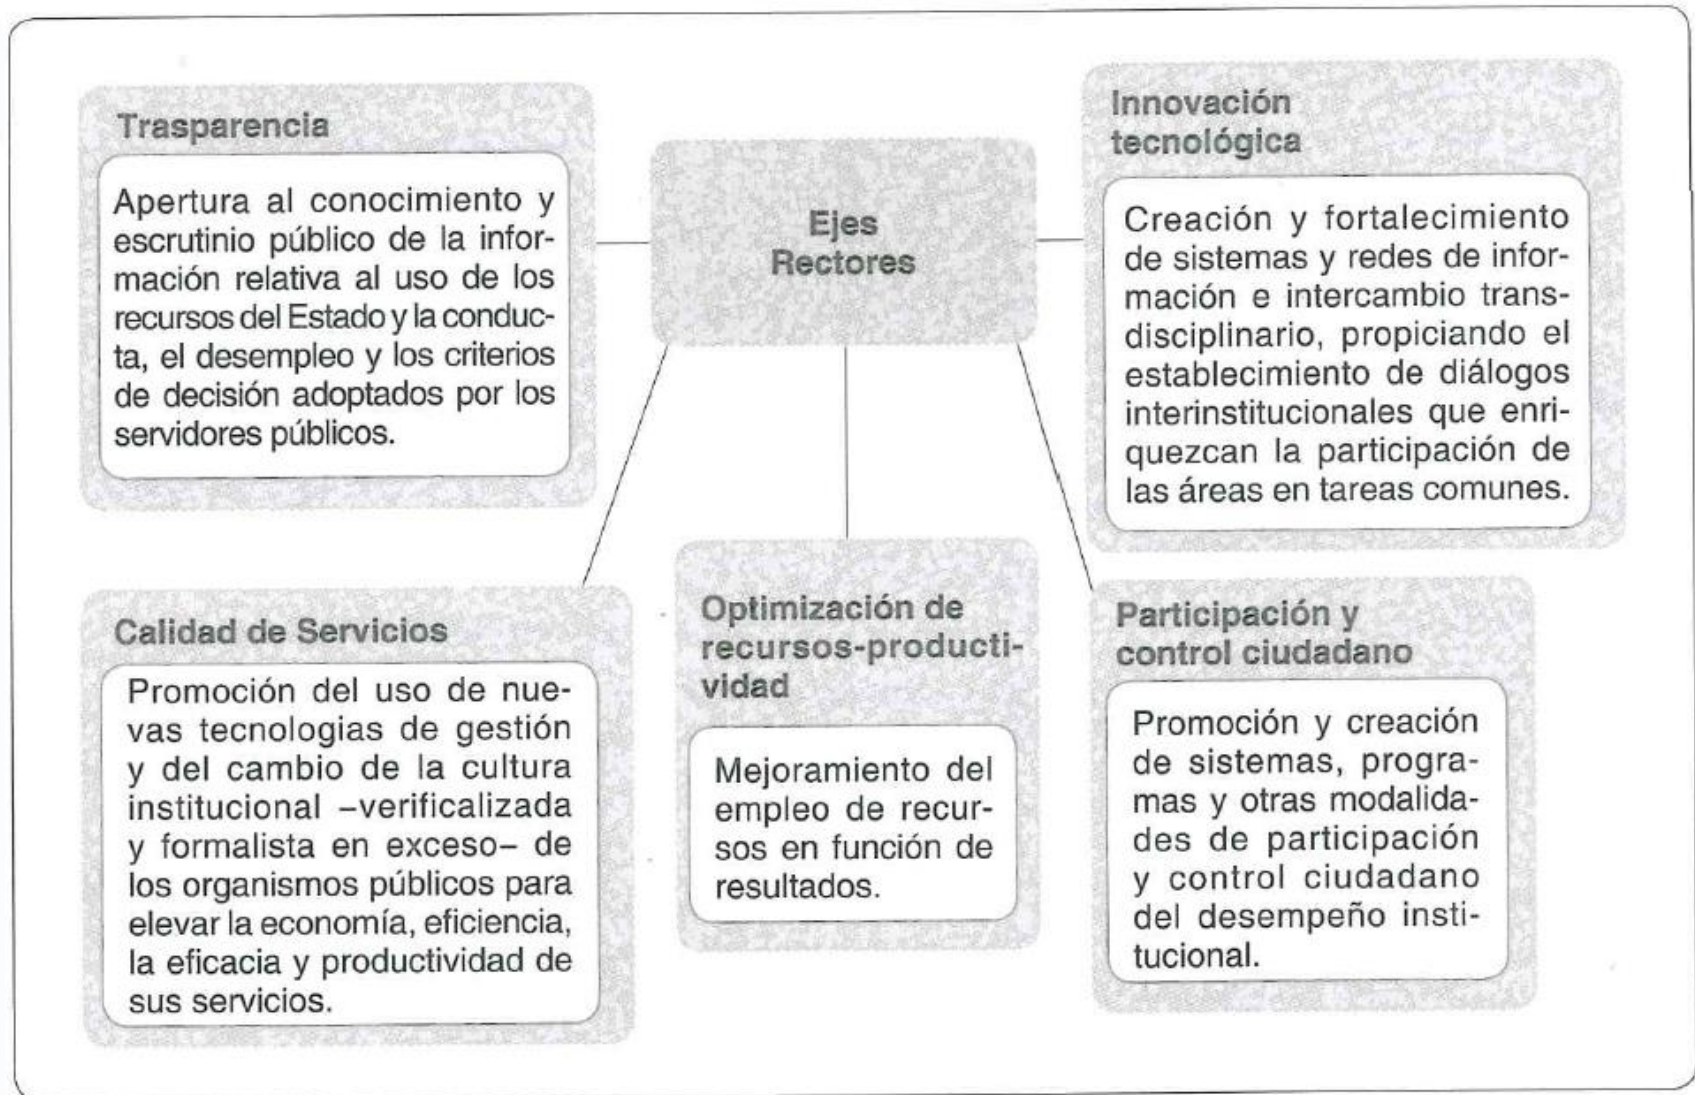 Trasparencia
Apertura al conocimiento y
escrutinio público de la infor-
mación relativa al uso de los
recursos del Estado y la conduc-
ta, el desempleo y los criterios
de decisión adoptados por los
servidores públicos.
Ejes
Rectores
Innovación
tecnológica
Creación y fortalecimiento
de sistemas y redes de infor-
mación e intercambio trans-
disciplinario, propiciando el
establecimiento de diálogos
interinstitucionales que enri-
quezcan la participación de
las áreas en tareas comunes.
Calidad de Servicios
Promoción del uso de nue-
vas tecnologias de gestión
y del cambio de la cultura
institucional –verificalizada
y formalista en exceso– de
los organismos públicos para
elevar la economía, eficiencia,
la eficacia y productividad de
sus servicios.
Optimización de
recursos-producti-
vidad
Mejoramiento del
empleo de recur-
sos en función de
resultados.
Participación y
control ciudadano
Promoción y creación
de sistemas, progra-
mas y otras modalida-
des de participación
y control ciudadano
del desempeño insti-
tucional.